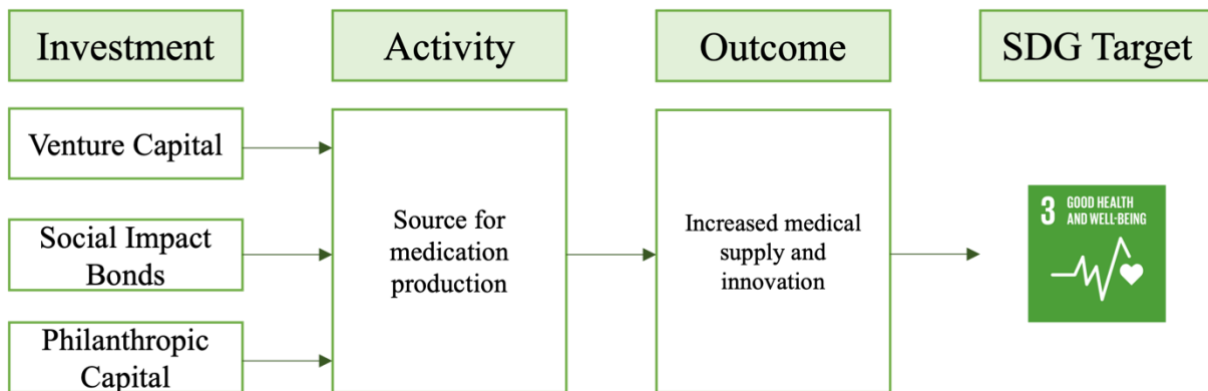 Investment
Activity
Outcome
SDG Target
Venture Capital
Social Impact
Bonds
Philanthropic
Capital
Source for
medication
production
Increased medical
supply and
innovation
3 GOOD HEALTH
AND WELL-BEING